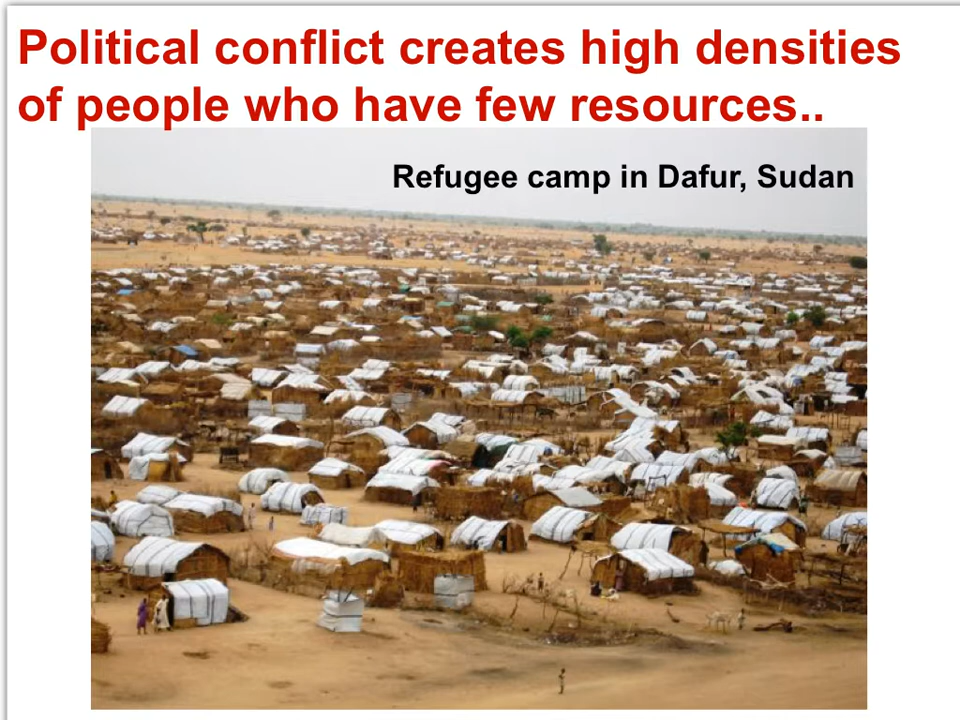 Political conflict creates high densities
of people who have few resources..
Refugee camp in Dafur, Sudan